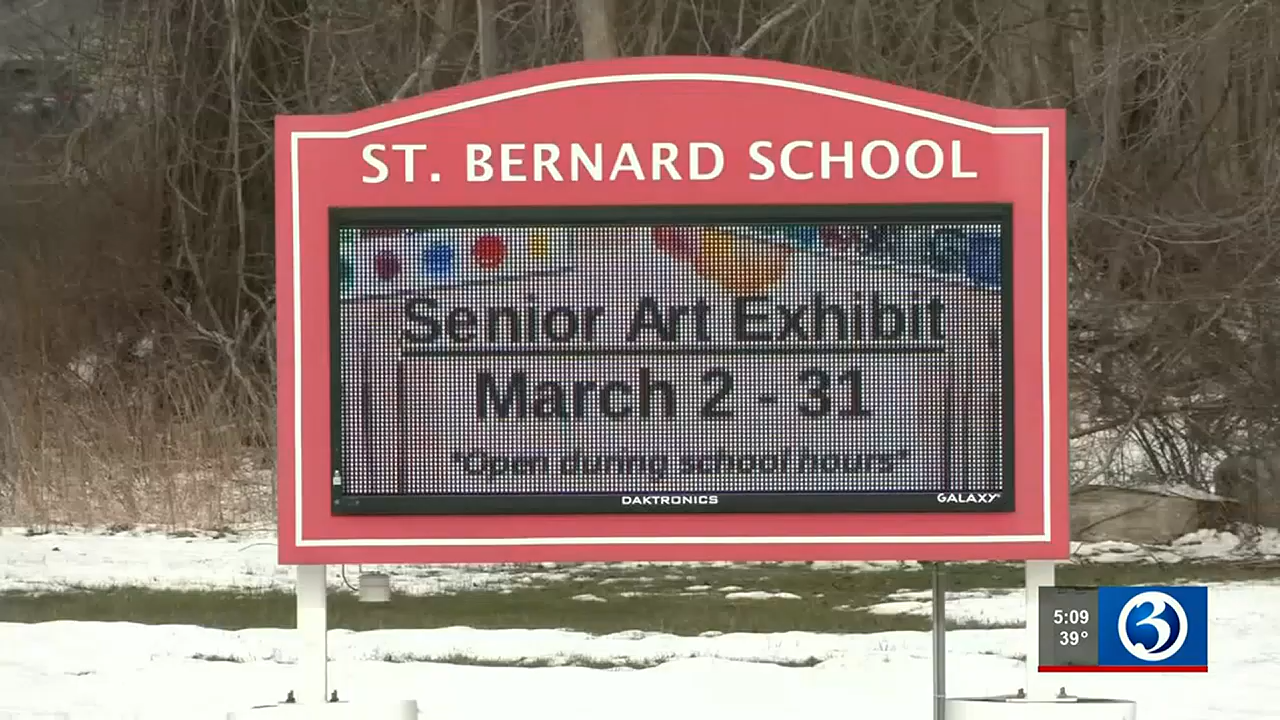 ST. BERNARD SCHOOL
Senior Art Exhibit
March 2 - 31
*Open during school hours*
DAKTRONICS
GALAXY
5:09
39°
3